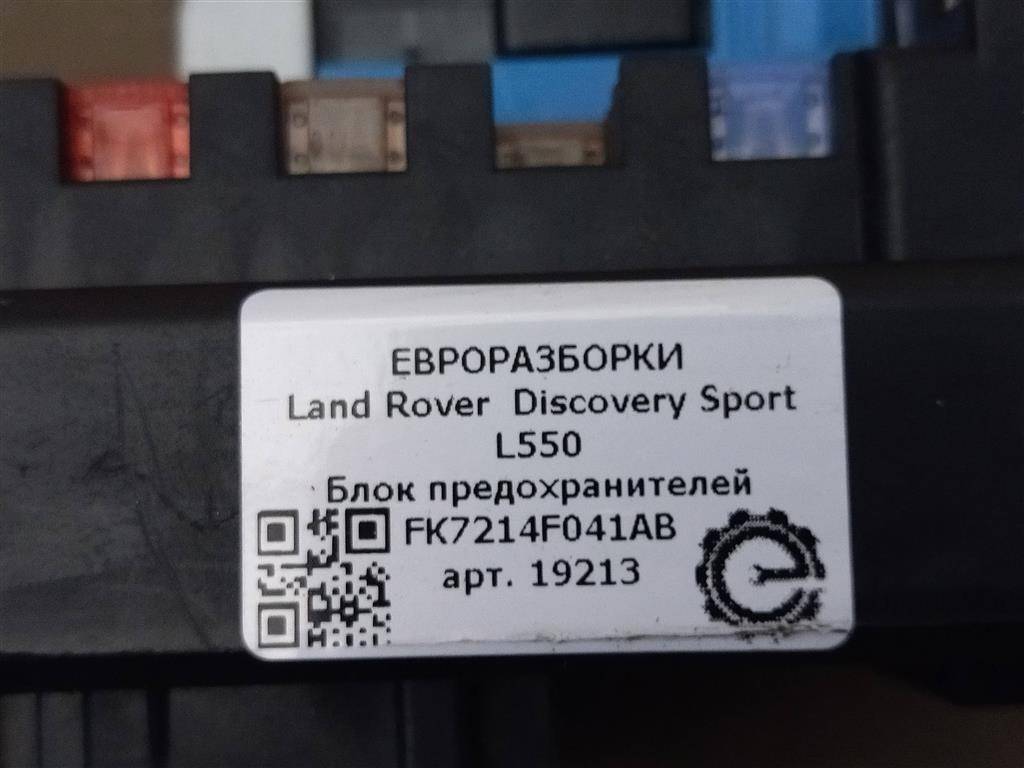 ЕВРОРАЗБОРКИ
Land Rover Discovery Sport
L550
Блок предохранителей
FK7214F041AB
арт. 19213